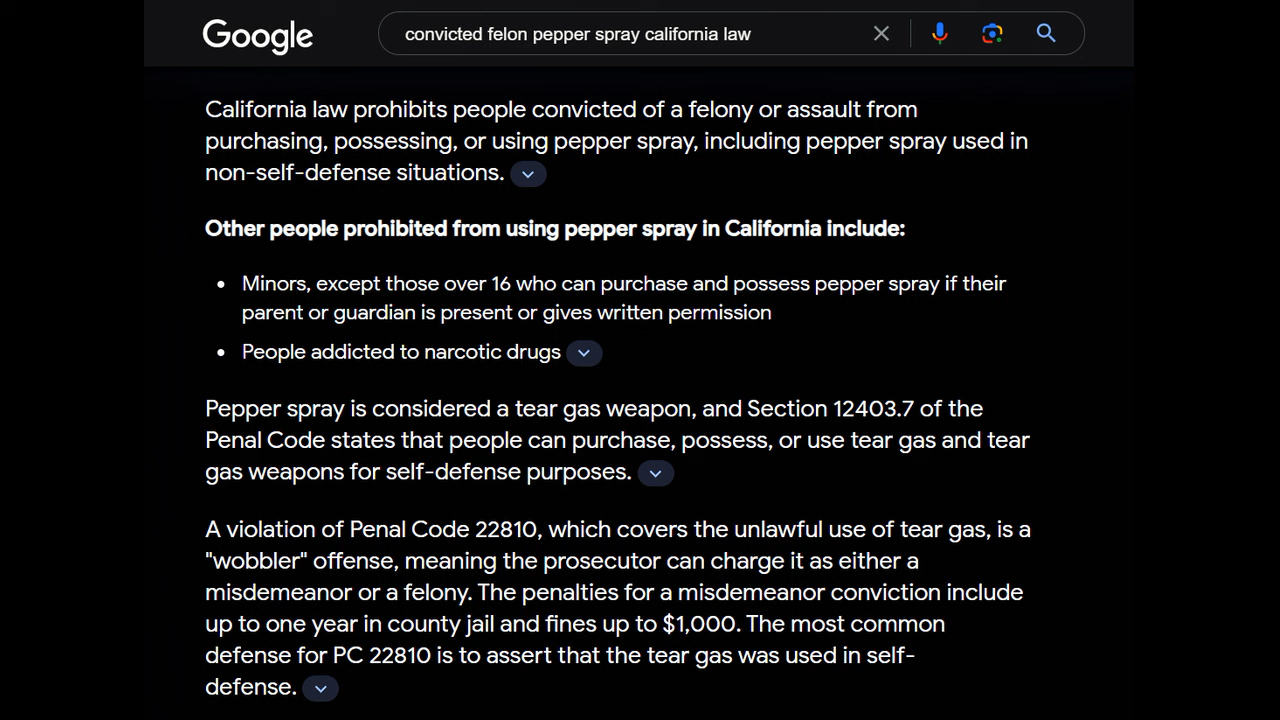 Google
convicted felon pepper spray california law
California law prohibits people convicted of a felony or assault from
purchasing, possessing, or using pepper spray, including pepper spray used in
non-self-defense situations.
Other people prohibited from using pepper spray in California include:
• Minors, except those over 16 who can purchase and possess pepper spray if their
parent or guardian is present or gives written permission
• People addicted to narcotic drugs
Pepper spray is considered a tear gas weapon, and Section 12403.7 of the
Penal Code states that people can purchase, possess, or use tear gas and tear
gas weapons for self-defense purposes.
A violation of Penal Code 22810, which covers the unlawful use of tear gas, is a
"wobbler" offense, meaning the prosecutor can charge it as either a
misdemeanor or a felony. The penalties for a misdemeanor conviction include
up to one year in county jail and fines up to $1,000. The most common
defense for PC 22810 is to assert that the tear gas was used in self-
defense.